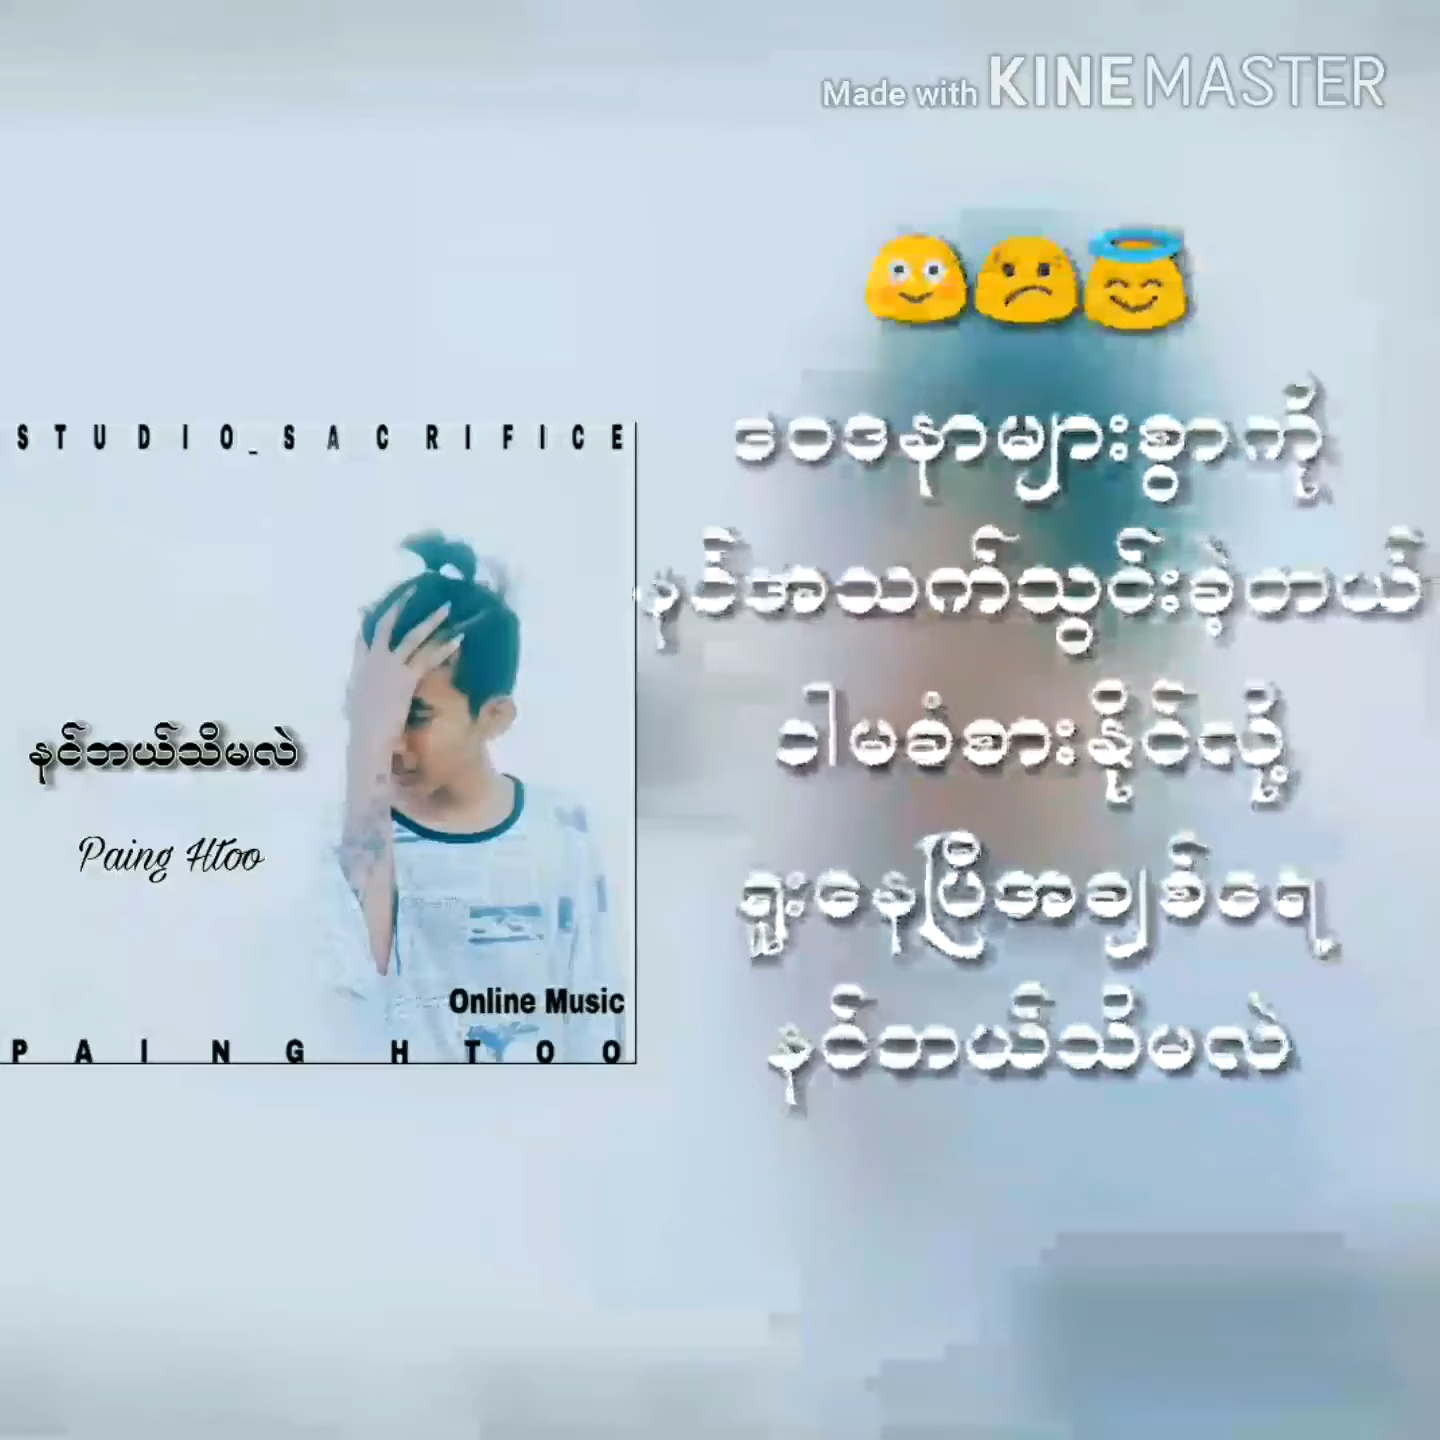 Made with KINEMASTER
STUDIO_SACRIFICE
နင်ဘယ်သိမလဲ
Paing Htoo
Online Music
PAING HTOO
ဝေဒနာများစွာကို
နင်အသက်သွင်းခဲ့တယ်
ငါမခံစားနိုင်လို့
ရူးနေပြီအချစ်ရေ
နင်ဘယ်သိမလဲ